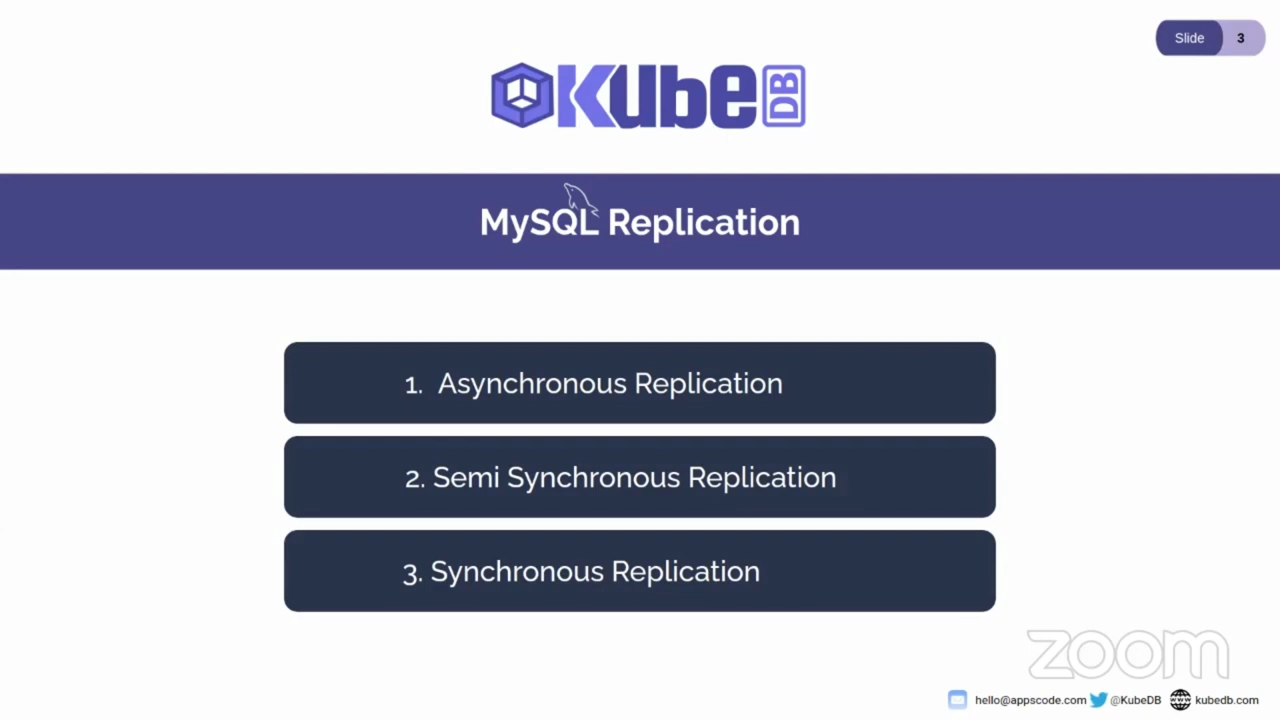 Slide 3
KubeDB
MySQL Replication
1. Asynchronous Replication
2. Semi Synchronous Replication
3. Synchronous Replication
zoom
hello@appscode.com @KubeDB www kubedb.com